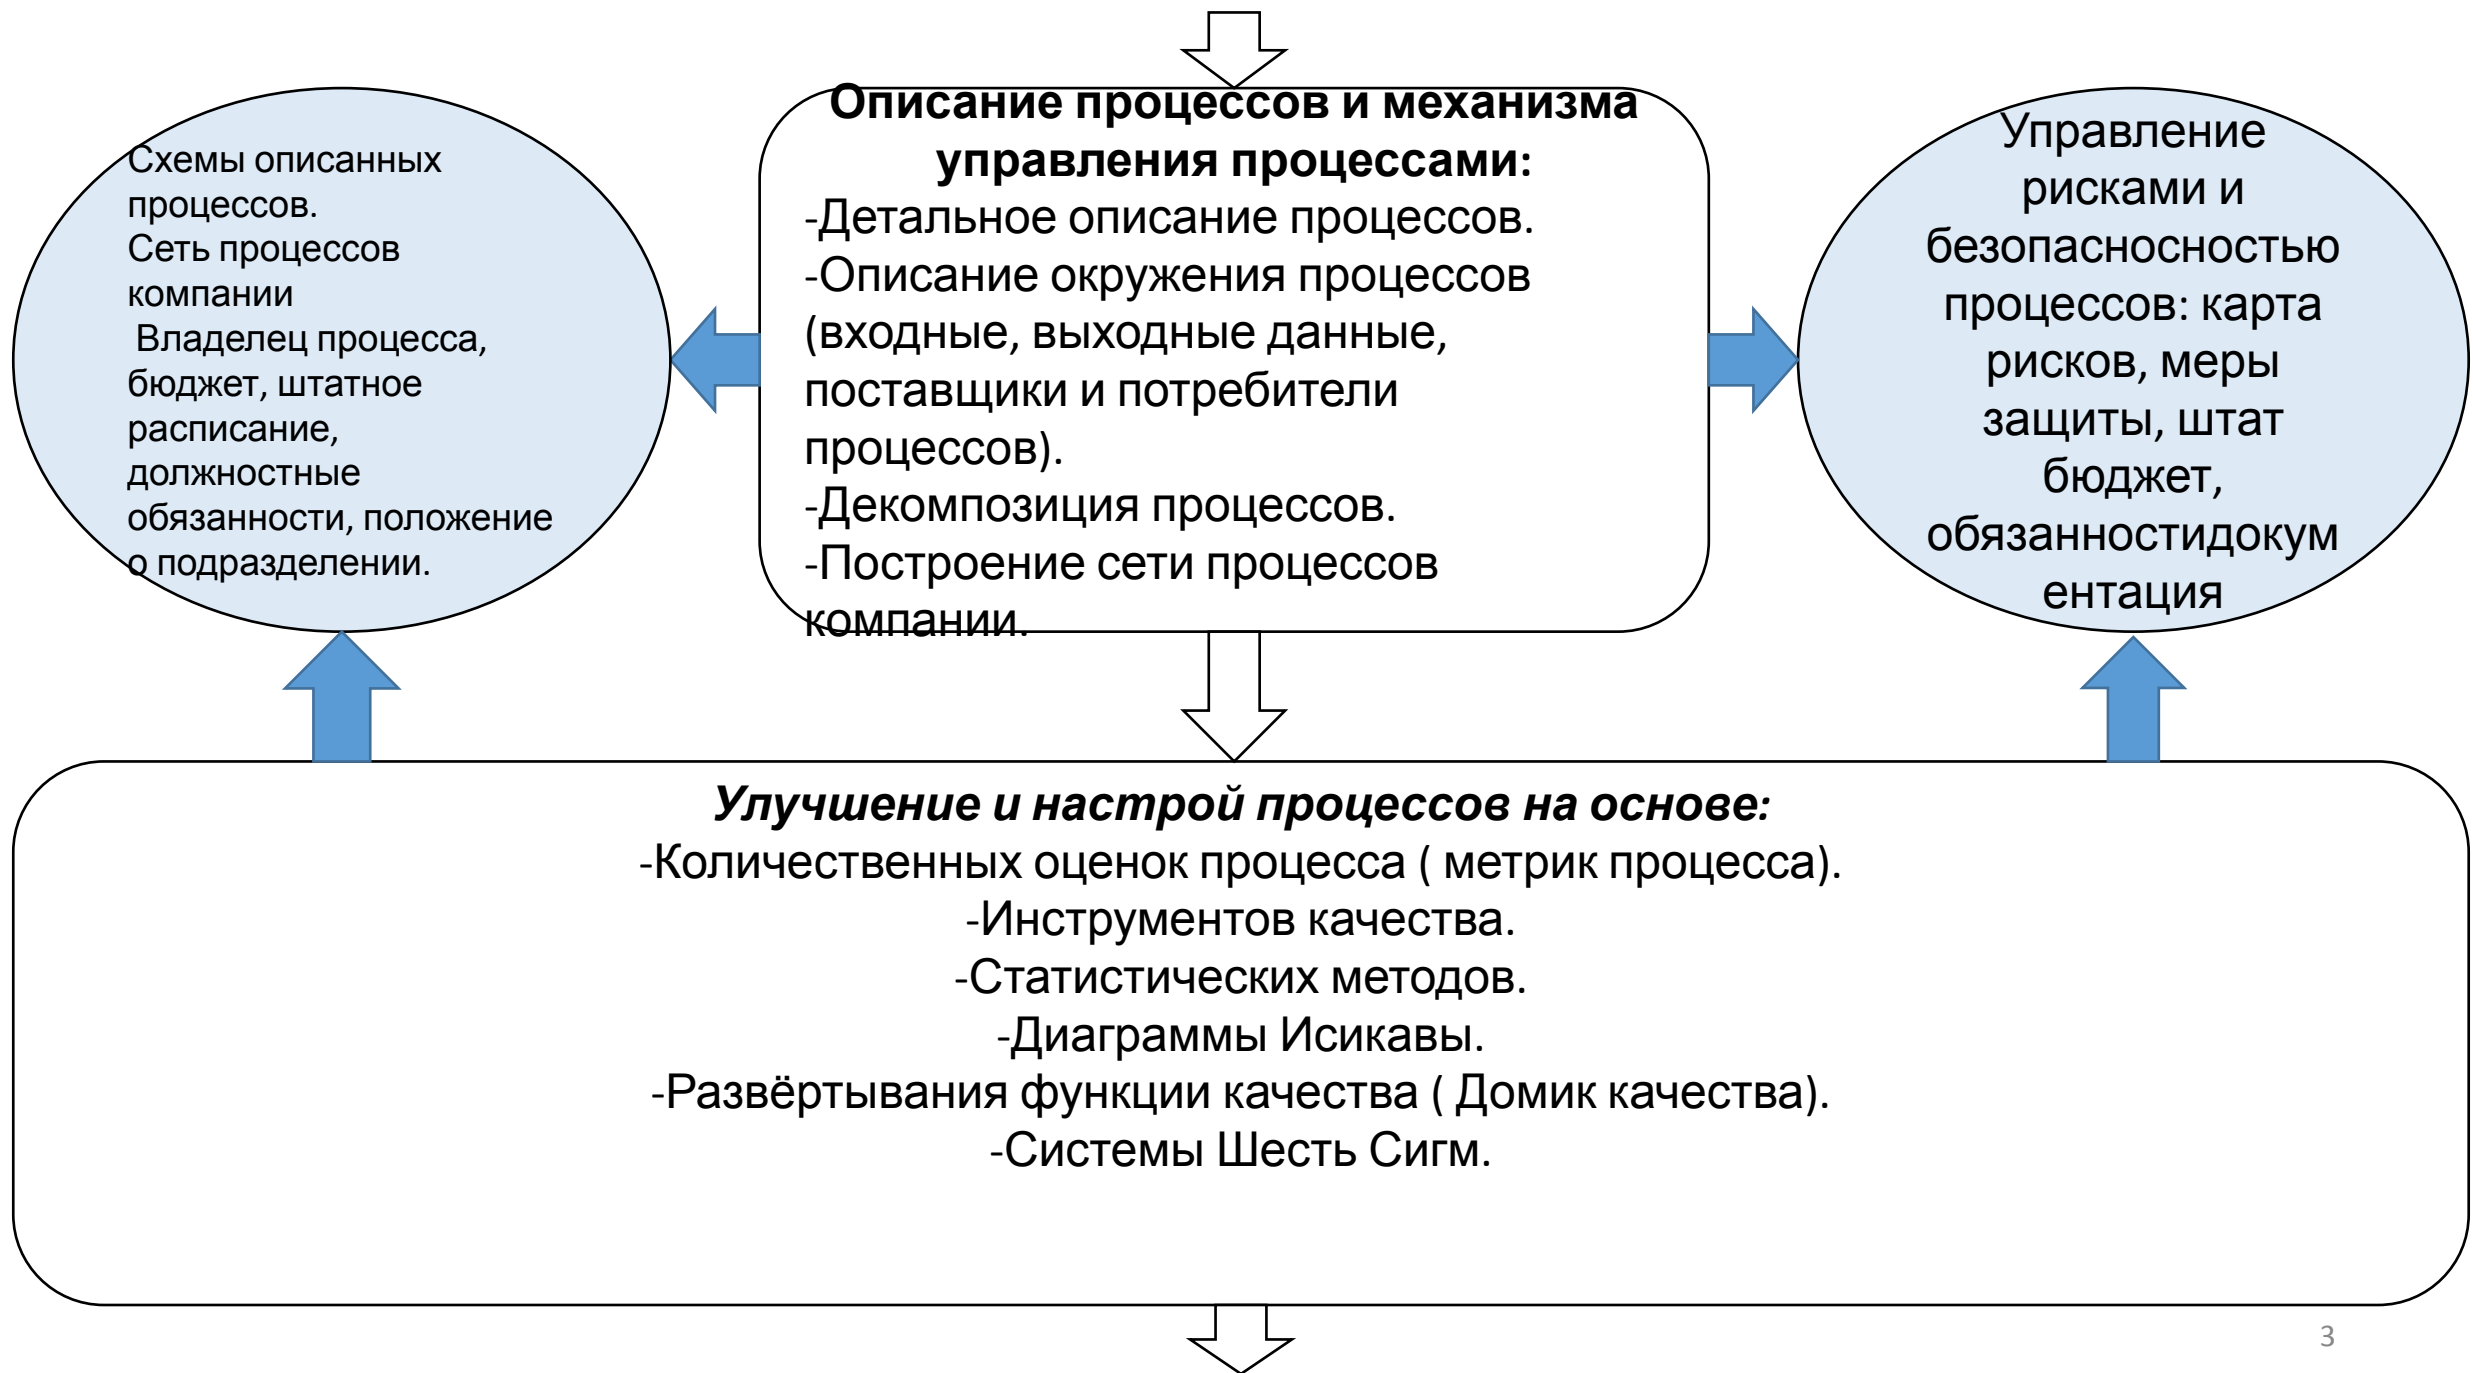 Описание процессов и механизма
управления процессами:
-Детальное описание процессов.
-Описание окружения процессов
(входные, выходные данные,
поставщики и потребители
процессов).
-Декомпозиция процессов.
-Построение сети процессов
компании.
Схемы описанных
процессов.
Сеть процессов
компании
Владелец процесса,
бюджет, штатное
расписание,
должностные
обязанности, положение
о подразделении.
Управление
рисками и
безопасносностью
процессов: карта
рисков, меры
защиты, штат
бюджет,
обязанностидокум
ентация
Улучшение и настрой процессов на основе:
-Количественных оценок процесса ( метрик процесса).
-Инструментов качества.
-Статистических методов.
-Диаграммы Исикавы.
-Развёртывания функции качества ( Домик качества).
-Системы Шесть Сигм.
3